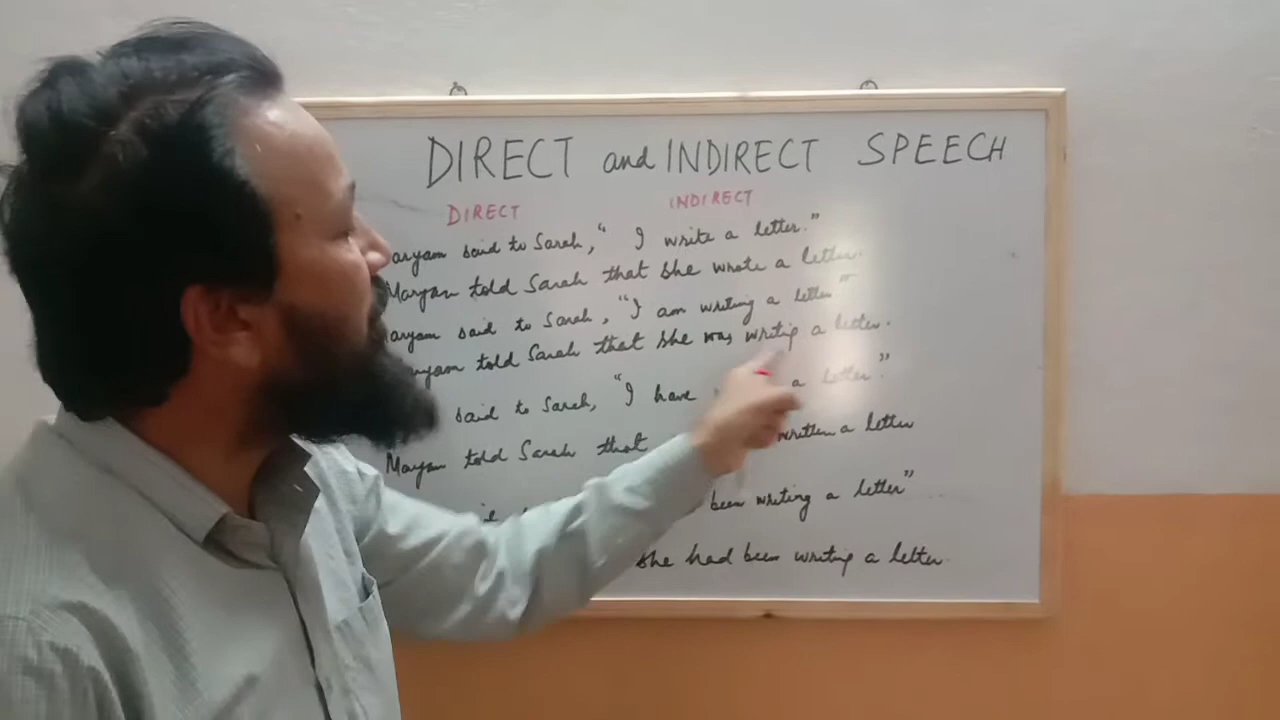 DIRECT and INDIRECT SPEECH
DIRECT INDIRECT
aryam said to Sarah, " I write a letter."
Maryam told Sarah that she wrote a letter.
aryam said to Sarah, "I am writing a letter"
yam told Sarah that she was writing a letter.
said to Sarah, "I have a letter."
Maryam told Sarah that written a letter
been writing a letter"
she had been writing a letter.